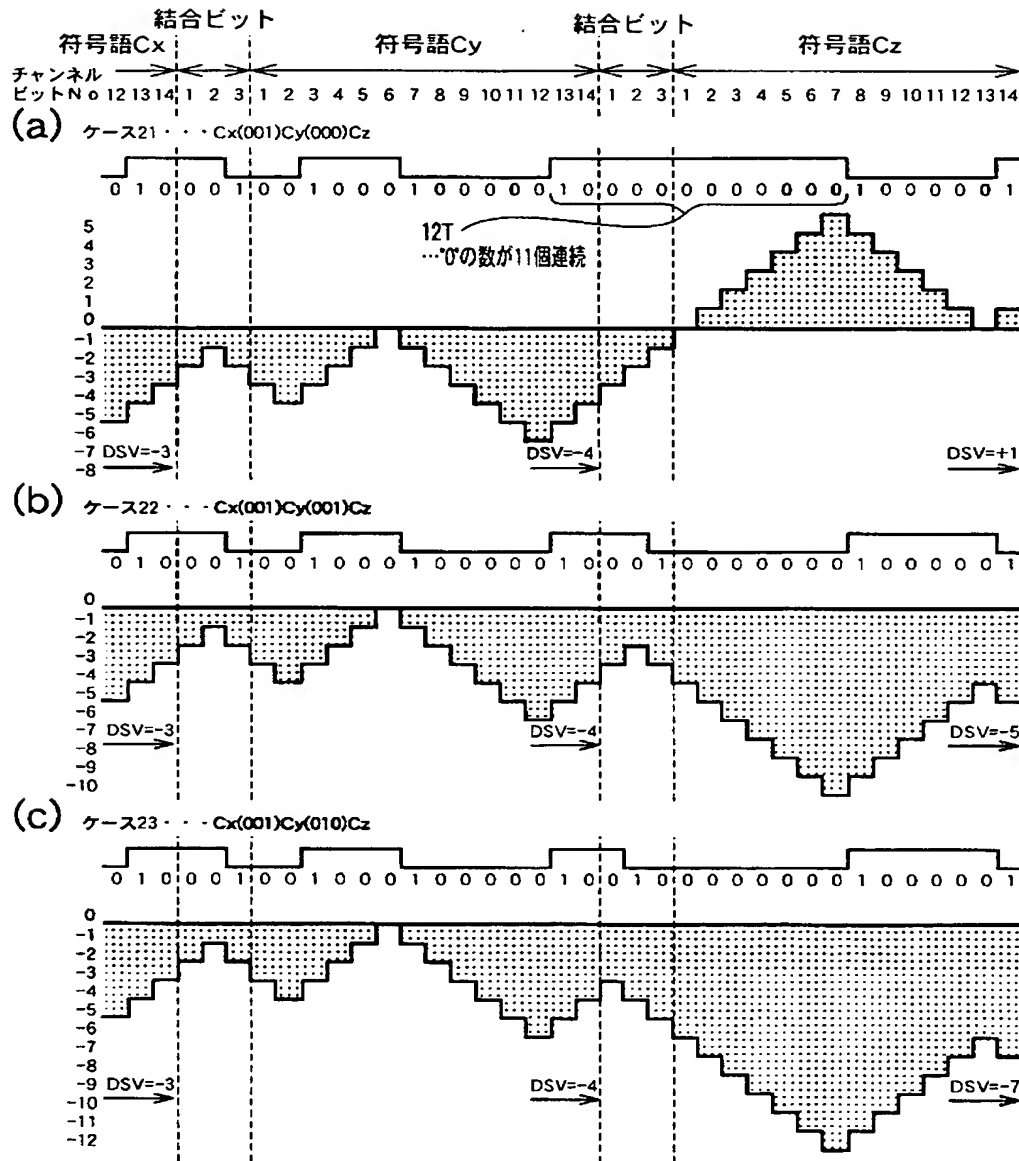 結合ビット 結合ビット
符号語Cx 符号語Cy 符号語Cz
チャンネル
ビットNo 12 13 14 1 2 3 1 2 3 4 5 6 7 8 9 10 11 12 13 14 1 2 3 1 2 3 4 5 6 7 8 9 10 11 12 13 14
(a) ケース21・・・Cx(001)Cy(000)Cz
0 1 0 0 0 1 0 0 1 0 0 0 1 0 0 0 0 0 1 0 0 0 0 0 0 0 0 0 0 0 1 0 0 0 0 0 1
12T
…"0"の数が11個連続
5
4
3
2
1
0
-1
-2
-3
-4
-5
-6
-7
-8
DSV=-3 DSV=-4 DSV=+1
(b) ケース22・・・Cx(001)Cy(001)Cz
0 1 0 0 0 1 0 0 1 0 0 0 1 0 0 0 0 0 1 0 0 0 1 0 0 0 0 0 0 0 1 0 0 0 0 0 1
0
-1
-2
-3
-4
-5
-6
-7
-8
-9
-10
DSV=-3 DSV=-4 DSV=-5
(c) ケース23・・・Cx(001)Cy(010)Cz
0 1 0 0 0 1 0 0 1 0 0 0 1 0 0 0 0 0 1 0 0 1 0 0 0 0 0 0 0 0 1 0 0 0 0 0 1
0
-1
-2
-3
-4
-5
-6
-7
-8
-9
-10
-11
-12
DSV=-3 DSV=-4 DSV=-7